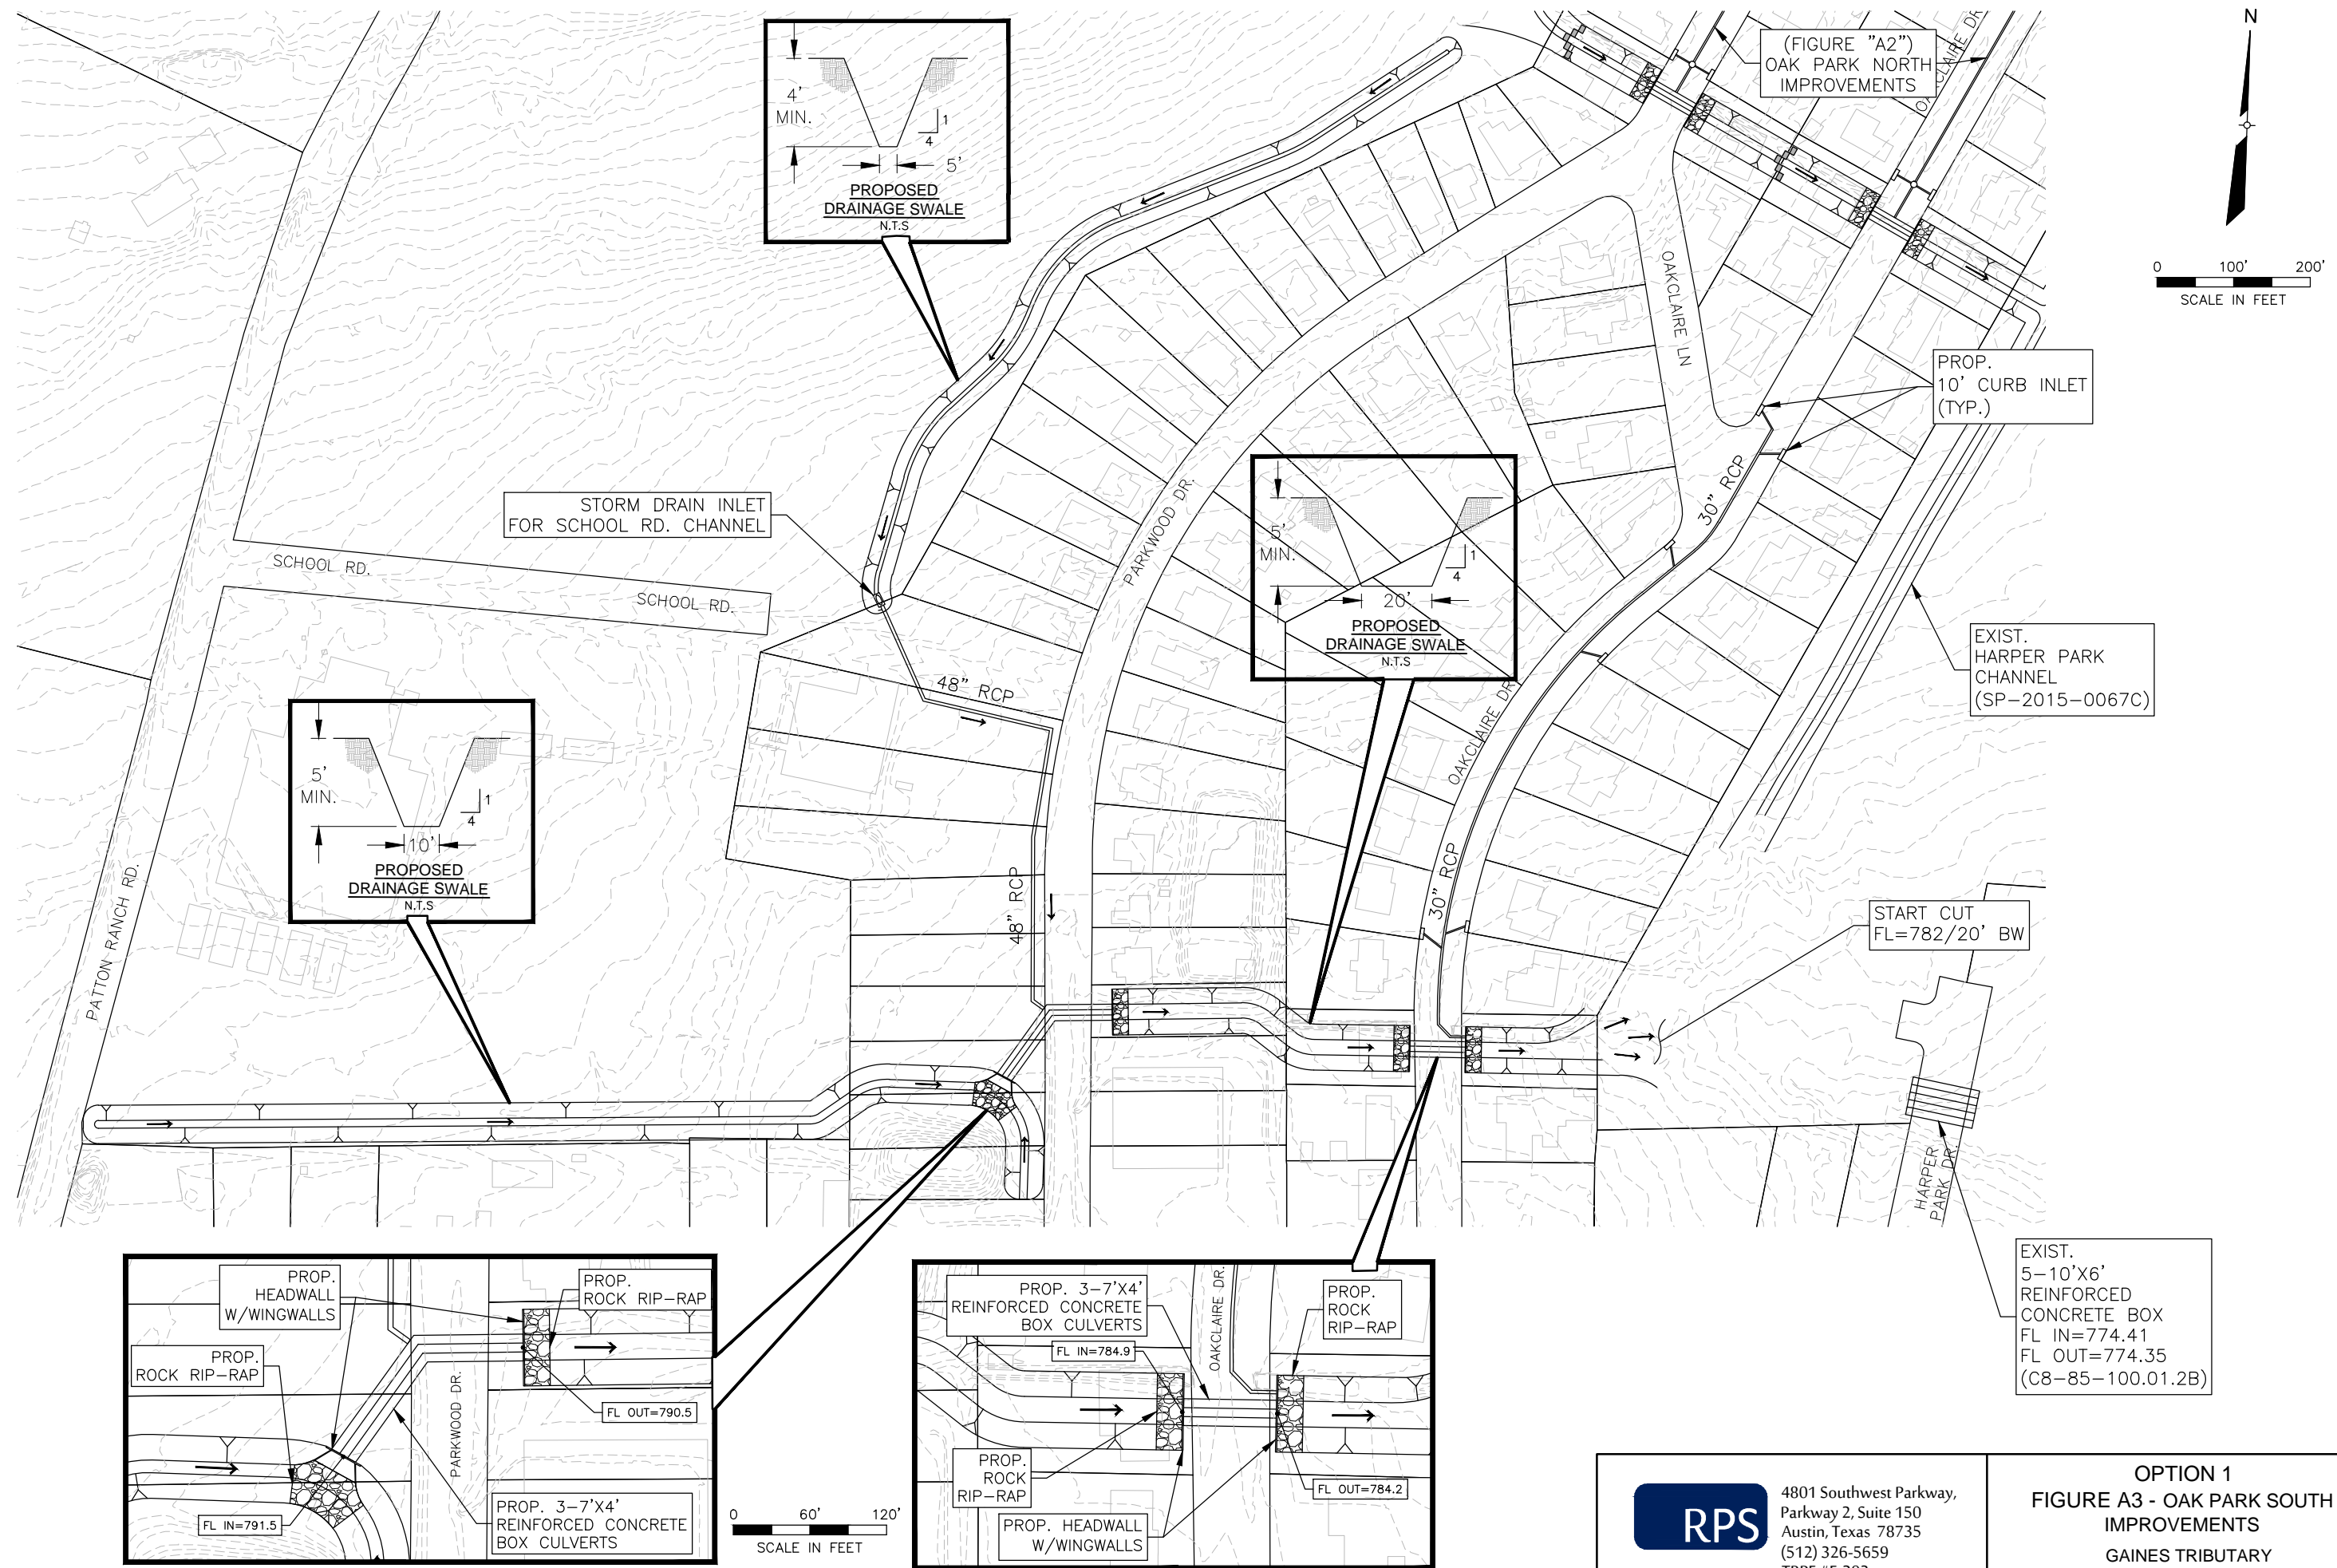 N
(FIGURE "A2")
OAK PARK NORTH
IMPROVEMENTS
OAKCLAIRE DR
0 100' 200'
SCALE IN FEET
4'
MIN.
1
4
5'
PROPOSED
DRAINAGE SWALE
N.T.S
OAKCLAIRE LN
PROP.
10' CURB INLET
(TYP.)
30" RCP
STORM DRAIN INLET
FOR SCHOOL RD. CHANNEL
PARKWOOD DR.
5'
MIN.
1
4
20'
PROPOSED
DRAINAGE SWALE
N.T.S
SCHOOL RD.
SCHOOL RD.
EXIST.
HARPER PARK
CHANNEL
(SP-2015-0067C)
48" RCP
OAKCLAIRE DR.
5'
MIN.
1
4
10'
PROPOSED
DRAINAGE SWALE
N.T.S
48" RCP
30" RCP
PATTON RANCH RD.
START CUT
FL=782/20' BW
HARPER
PARK DR.
EXIST.
5-10'X6'
REINFORCED
CONCRETE BOX
FL IN=774.41
FL OUT=774.35
(C8-85-100.01.2B)
PROP.
HEADWALL
W/WINGWALLS
PROP.
ROCK RIP-RAP
PROP.
ROCK RIP-RAP
PARKWOOD DR.
FL OUT=790.5
FL IN=791.5
PROP. 3-7'X4'
REINFORCED CONCRETE
BOX CULVERTS
0 60' 120'
SCALE IN FEET
PROP. 3-7'X4'
REINFORCED CONCRETE
BOX CULVERTS
OAKCLAIRE DR.
PROP.
ROCK
RIP-RAP
FL IN=784.9
PROP.
ROCK
RIP-RAP
FL OUT=784.2
PROP. HEADWALL
W/WINGWALLS
RPS
4801 Southwest Parkway,
Parkway 2, Suite 150
Austin, Texas 78735
(512) 326-5659
OPTION 1
FIGURE A3 - OAK PARK SOUTH
IMPROVEMENTS
GAINES TRIBUTARY